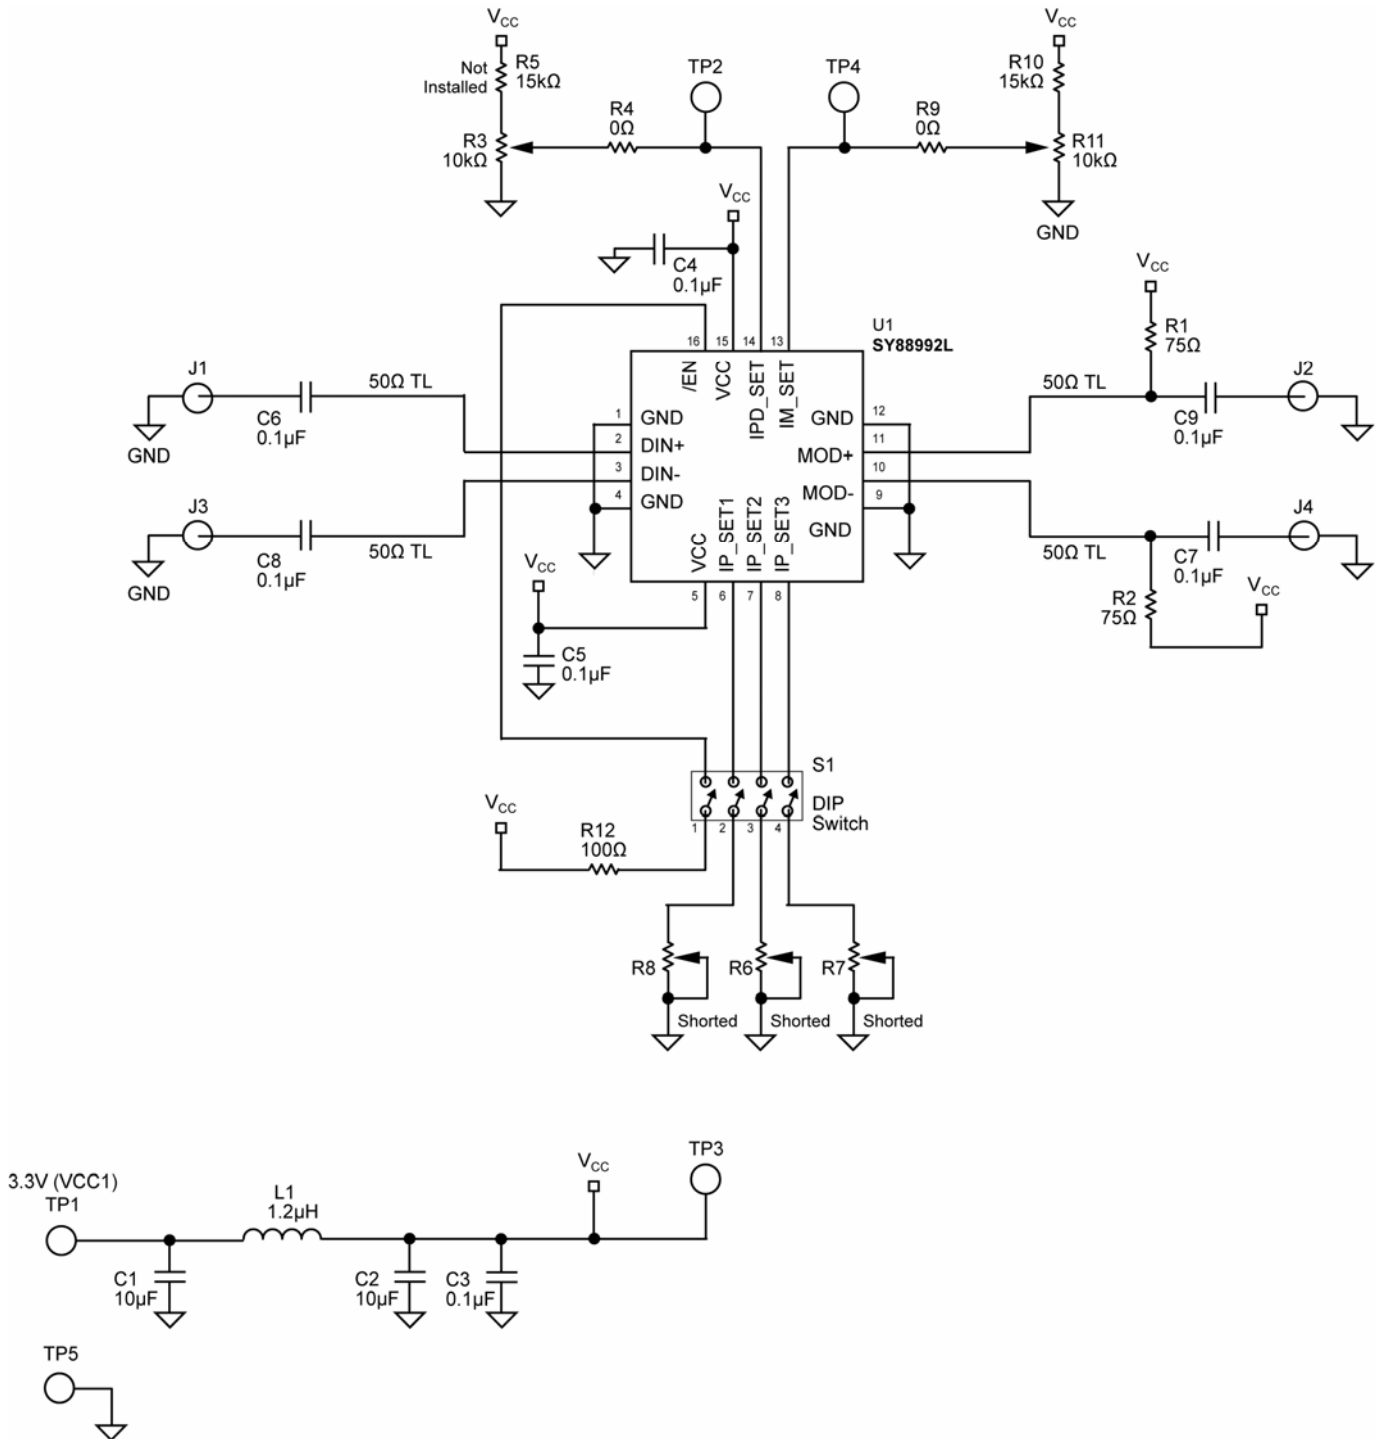 VCC
Not
Installed
R5
15kΩ
R3
10kΩ
R4
0Ω
TP2
TP4
R9
0Ω
VCC
R10
15kΩ
R11
10kΩ
GND
VCC
C4
0.1µF
U1
SY88992L
16
15
14
13
/EN
VCC
IPD_SET
IM_SET
1
GND
2
DIN+
3
DIN-
4
GND
12
GND
11
MOD+
10
MOD-
9
GND
VCC
IP_SET1
IP_SET2
IP_SET3
5
6
7
8
J1
GND
C6
0.1µF
50Ω TL
J3
GND
C8
0.1µF
50Ω TL
VCC
R1
75Ω
50Ω TL
C9
0.1µF
J2
50Ω TL
C7
0.1µF
J4
R2
75Ω
VCC
VCC
C5
0.1µF
S1
DIP
Switch
1
2
3
4
VCC
R12
100Ω
R8
Shorted
R6
Shorted
R7
Shorted
3.3V (VCC1)
TP1
L1
1.2µH
VCC
TP3
C1
10µF
C2
10µF
C3
0.1µF
TP5